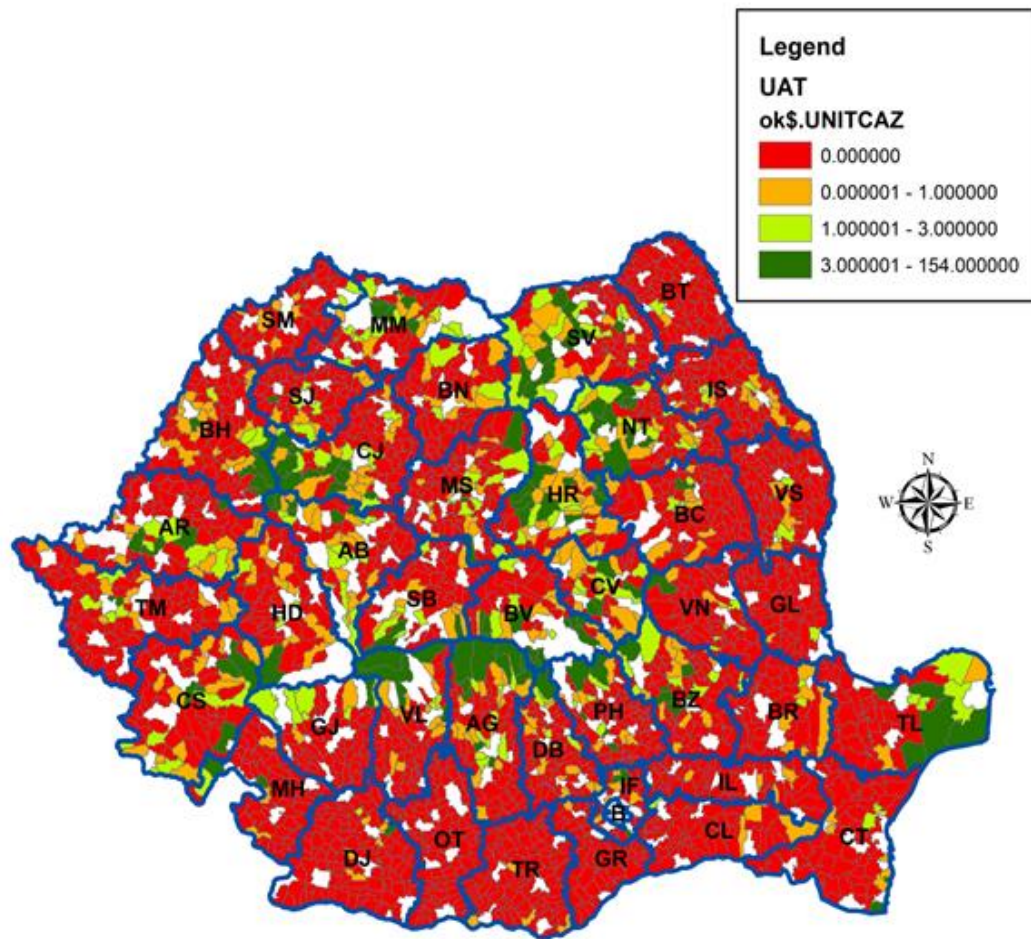 Legend
UAT
ok$.UNITCAZ
0.000000
0.000001 - 1.000000
1.000001 - 3.000000
3.000001 - 154.000000
BT
SM
MM
SV
BN
SJ
IS
BH
CJ
NT
MS
HR
VS
BC
AR
AB
N
W
E
S
TM
HD
SB
BV
CV
VN
GL
CS
GJ
VL
AG
PH
BZ
BR
TL
DB
MH
IF
IL
B
CL
CT
DJ
OT
TR
GR